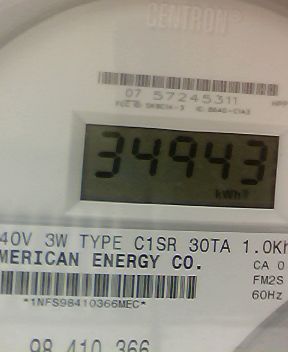 CENTRON®
07 57245311
34943
kWh
40V 3W TYPE C1SR 30TA 1.0Kh
MERICAN ENERGY CO.
CA 0
FM2S
60Hz
*1NFS98410366MEC*
98 410 366